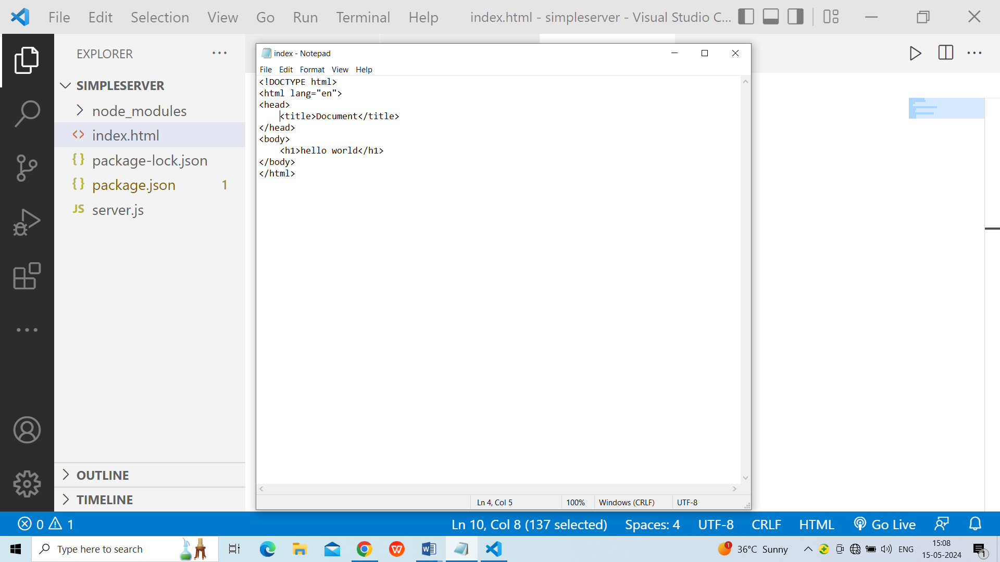 File Edit Selection View Go Run Terminal Help index.html - simpleserver - Visual Studio C...
EXPLORER
SIMPLESERVER
node_modules
index.html
package-lock.json
package.json 1
JS server.js
OUTLINE
TIMELINE
index - Notepad
File Edit Format View Help
<!DOCTYPE html>
<html lang="en">
<head>
    <title>Document</title>
</head>
<body>
    <h1>hello world</h1>
</body>
</html>
Ln 4, Col 5 100% Windows (CRLF) UTF-8
0 1 Ln 10, Col 8 (137 selected) Spaces: 4 UTF-8 CRLF HTML Go Live
Type here to search 1 36°C Sunny ENG 15:08
15-05-2024 1